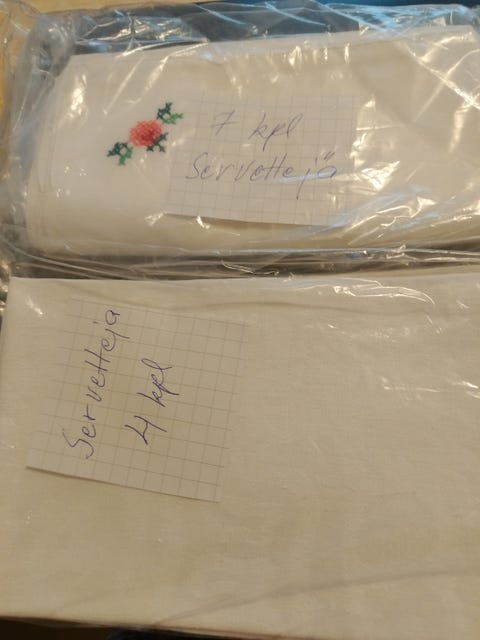 7 kpl
Servettejä
Servetteja
4 kpl